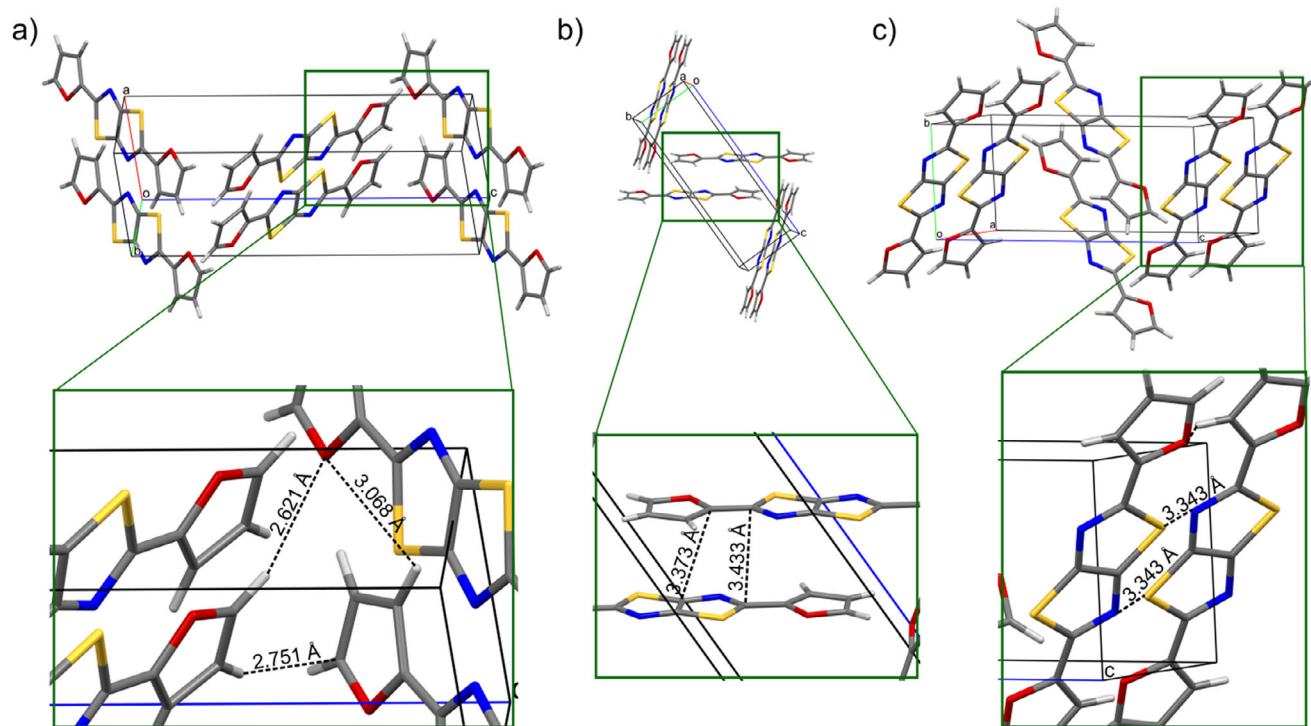 a)
b)
c)
a
o
b
c
a
o
b
c
b
o
a
c
2.621 Å
3.068 Å
2.751 Å
3.373 Å
3.433 Å
3.343 Å
3.343 Å
c